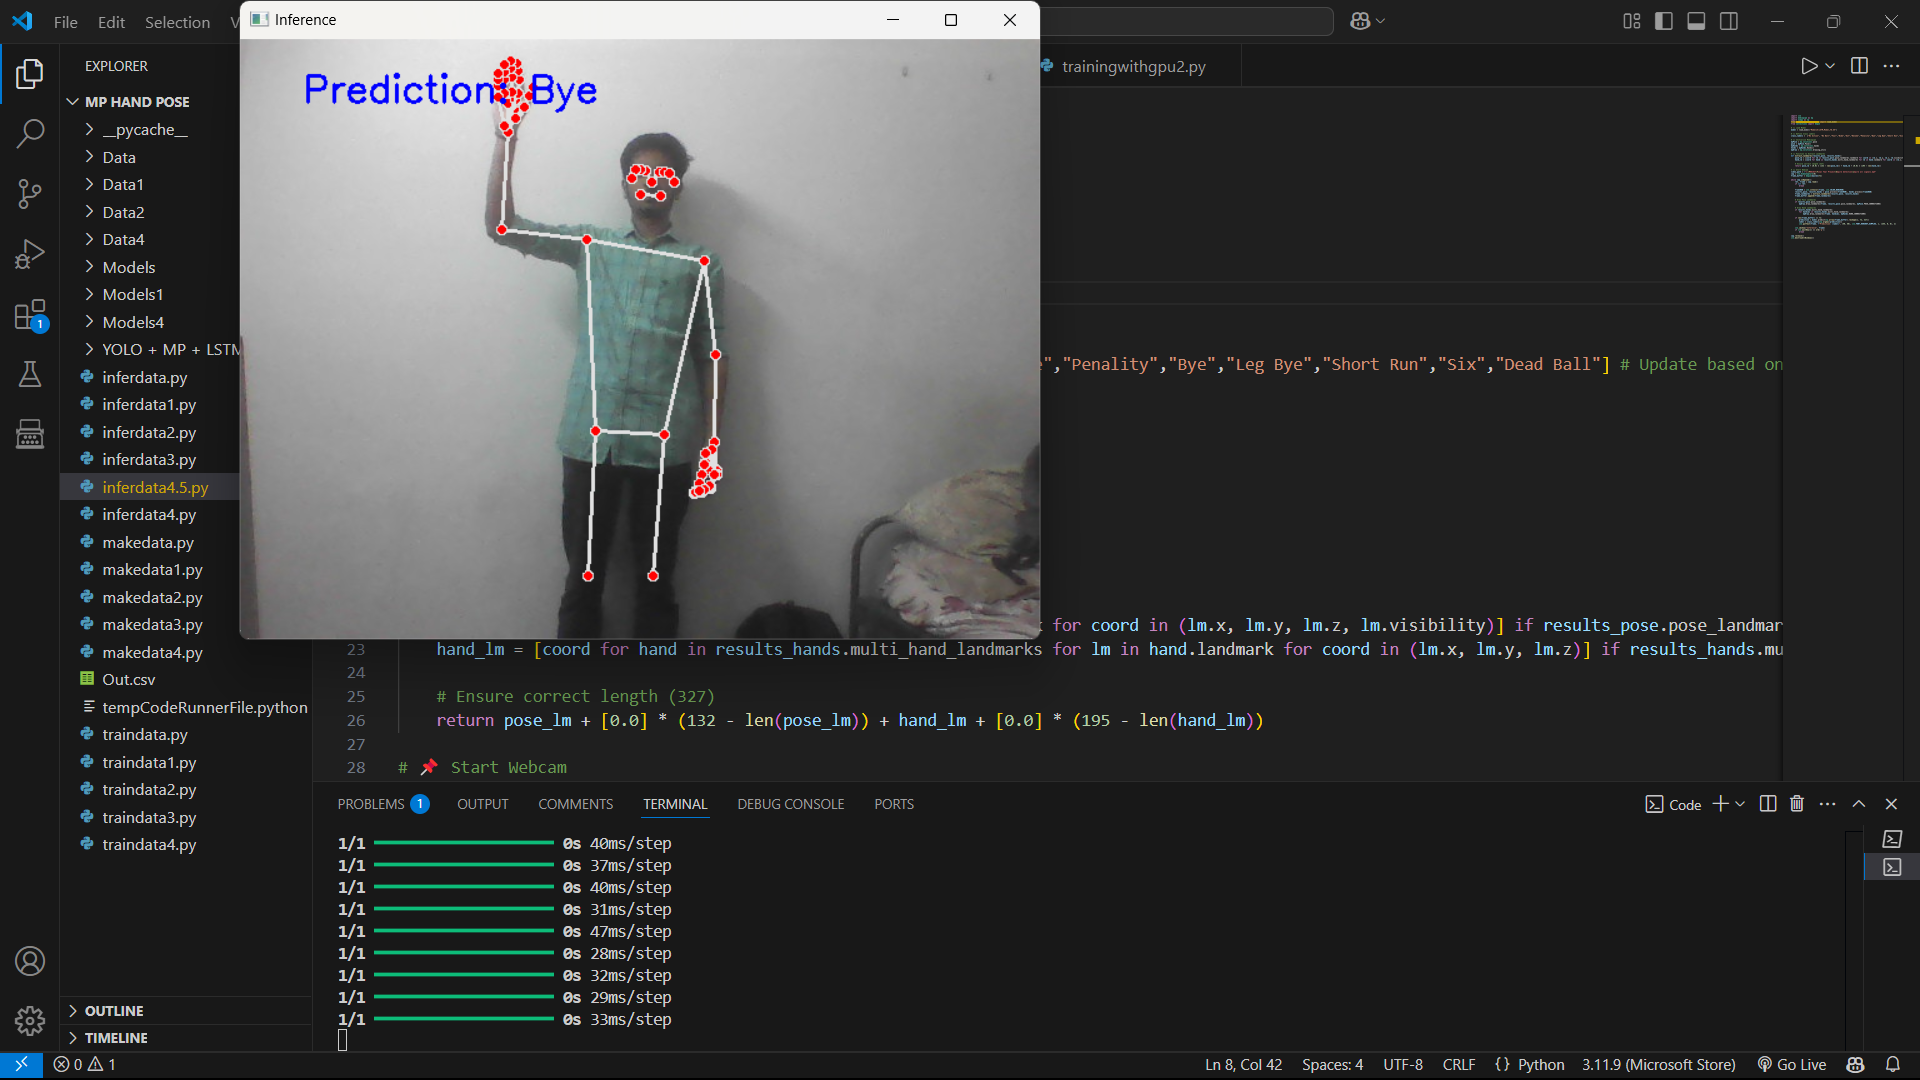 File Edit Selection V
Inference
EXPLORER
trainingwithgpu2.py
MP HAND POSE
__pycache__
Data
Data1
Data2
Data4
Models
Models1
Models4
YOLO + MP + LSTM
inferdata.py
inferdata1.py
inferdata2.py
inferdata3.py
inferdata4.5.py
inferdata4.py
makedata.py
makedata1.py
makedata2.py
makedata3.py
makedata4.py
Out.csv
tempCodeRunnerFile.python
traindata.py
traindata1.py
traindata2.py
traindata3.py
traindata4.py
OUTLINE
TIMELINE
1
Prediction: Bye
e","Penality","Bye","Leg Bye","Short Run","Six","Dead Ball"] # Update based on
k for coord in (lm.x, lm.y, lm.z, lm.visibility)] if results_pose.pose_landmar
23 hand_lm = [coord for hand in results_hands.multi_hand_landmarks for lm in hand.landmark for coord in (lm.x, lm.y, lm.z)] if results_hands.mu
24
25 # Ensure correct length (327)
26 return pose_lm + [0.0] * (132 - len(pose_lm)) + hand_lm + [0.0] * (195 - len(hand_lm))
27
28 # 📌 Start Webcam
PROBLEMS 1 OUTPUT COMMENTS TERMINAL DEBUG CONSOLE PORTS
Code
1/1 0s 40ms/step
1/1 0s 37ms/step
1/1 0s 40ms/step
1/1 0s 31ms/step
1/1 0s 47ms/step
1/1 0s 28ms/step
1/1 0s 32ms/step
1/1 0s 29ms/step
1/1 0s 33ms/step
0 1 Ln 8, Col 42 Spaces: 4 UTF-8 CRLF {} Python 3.11.9 (Microsoft Store) Go Live